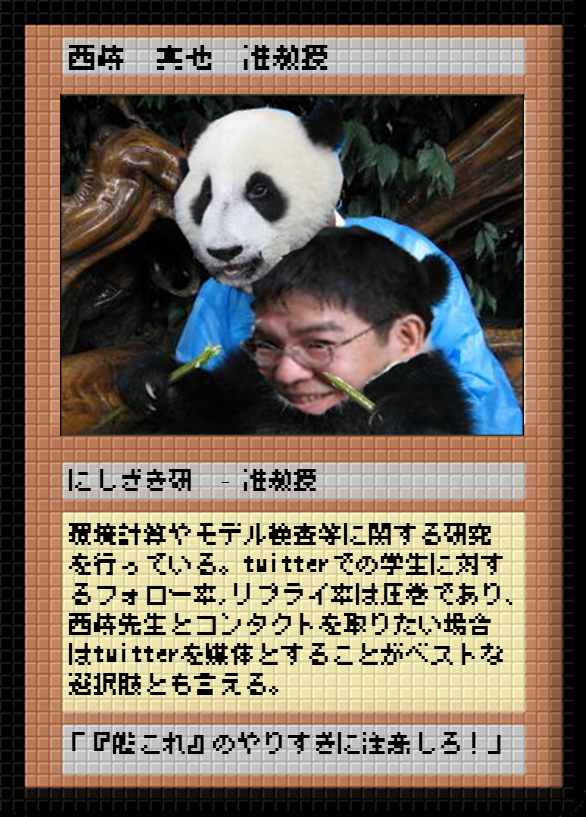 西崎　真也　准教授
にしざき研　-　准教授
環境計算やモデル検査等に関する研究
を行っている。twitterでの学生に対す
るフォロー率、リプライ率は圧巻であり、
西崎先生とコンタクトを取りたい場合
はtwitterを媒体とすることがベストな
選択肢とも言える。
「『艦これ』のやりすぎに注意しろ！」